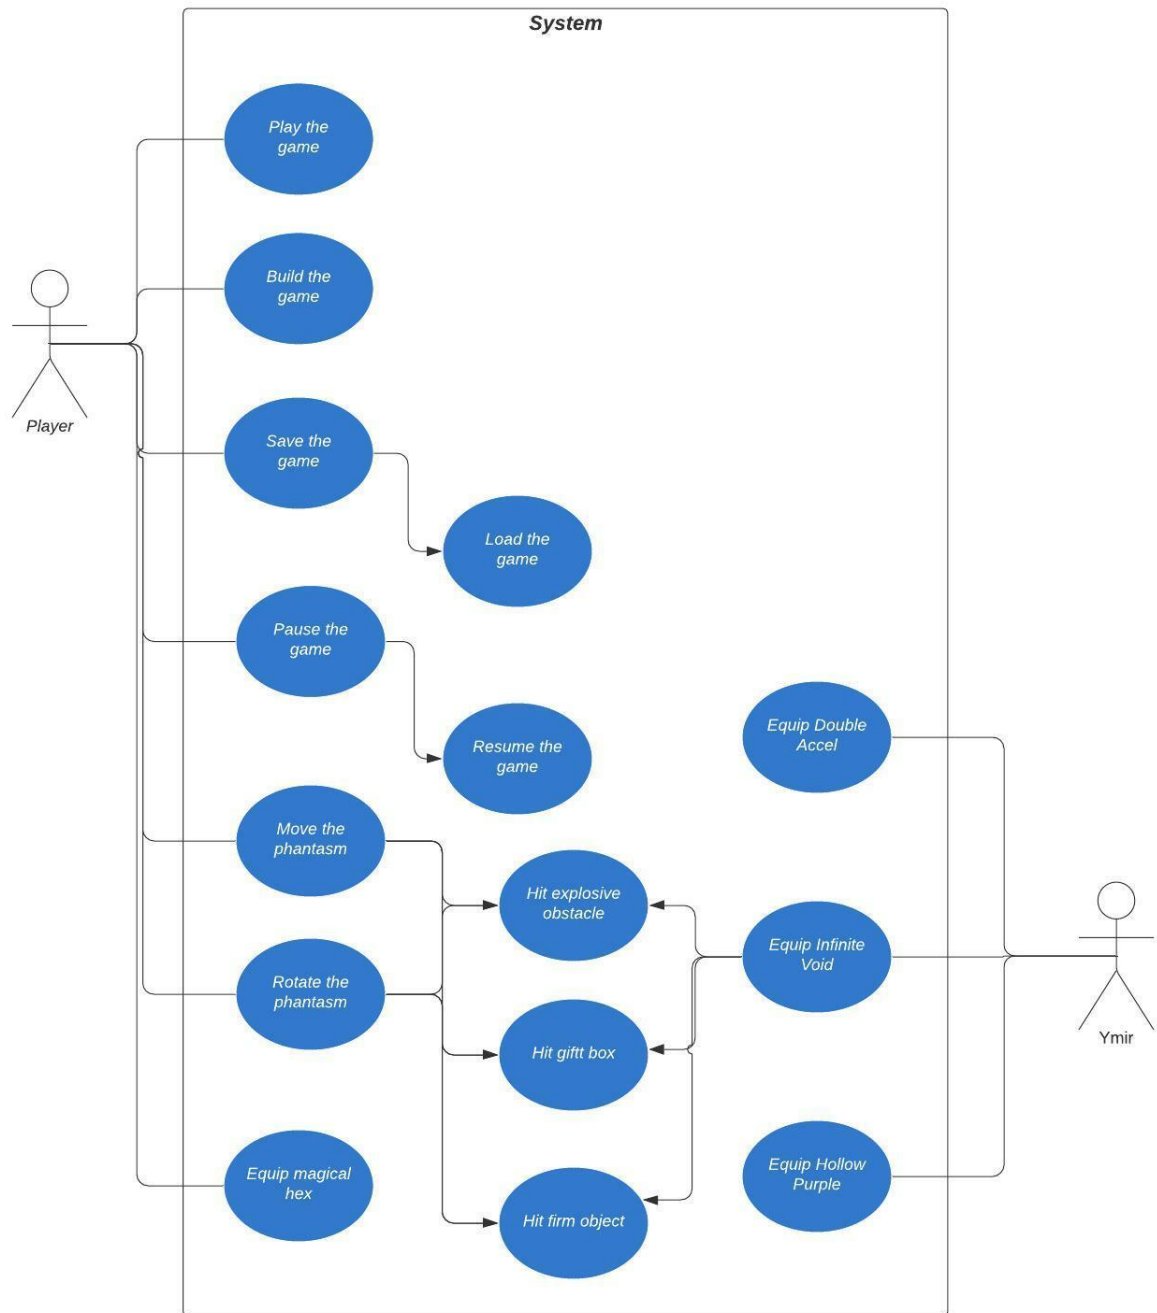 System
Play the
game
Build the
game
Player
Save the
game
Load the
game
Pause the
game
Resume the
game
Equip Double
Accel
Move the
phantasm
Hit explosive
obstacle
Equip Infinite
Void
Rotate the
phantasm
Ymir
Hit giftt box
Equip magical
hex
Equip Hollow
Purple
Hit firm object